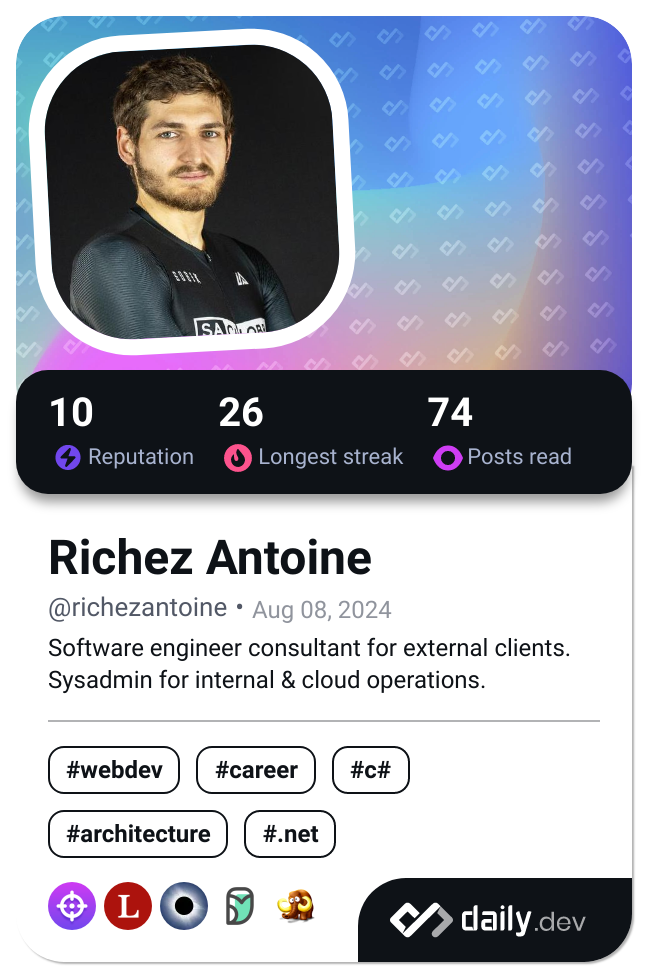 GOBIK
10 26 74
Reputation Longest streak Posts read
Richez Antoine
@richezantoine • Aug 08, 2024
Software engineer consultant for external clients.
Sysadmin for internal & cloud operations.
#webdev #career #c#
#architecture #.net
L
daily.dev